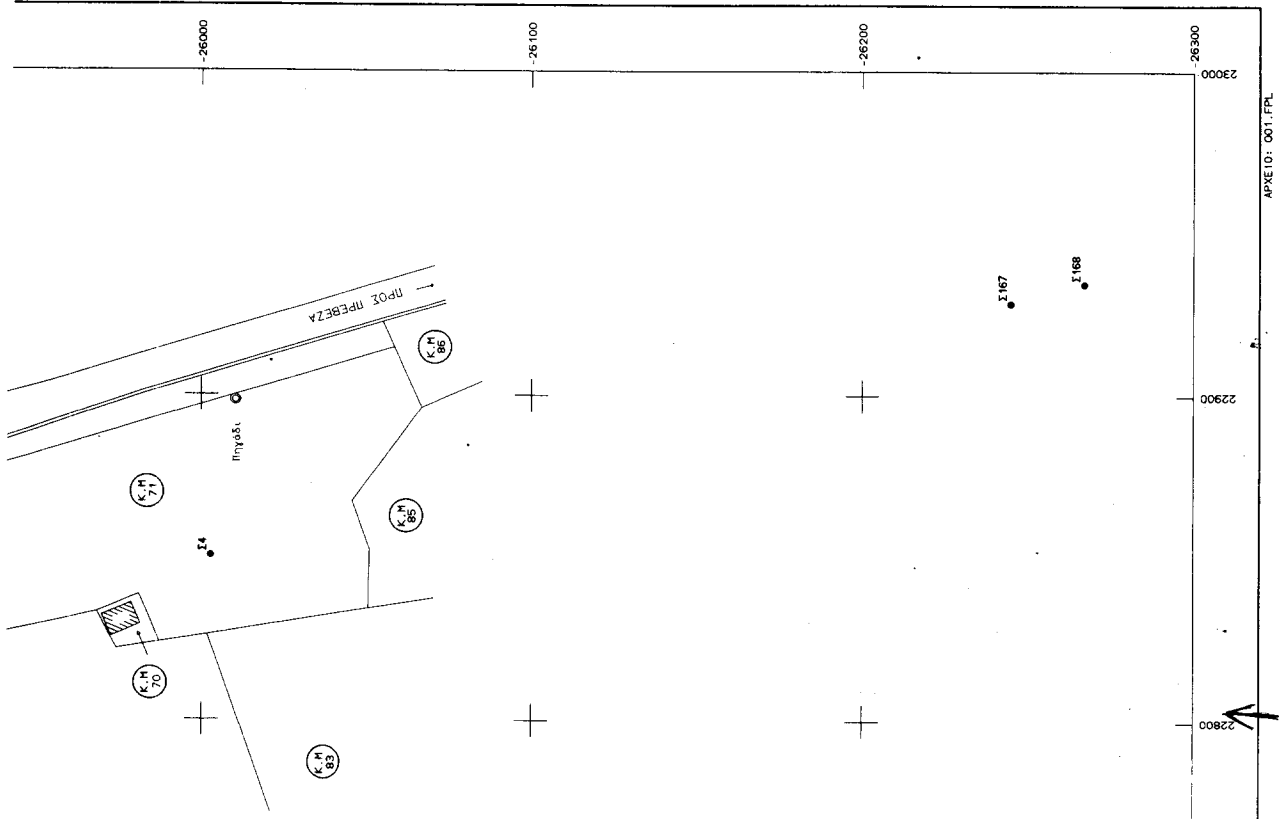 -26000
-26100
-26200
-26300
23000
22900
22800
ΠΡΟΣ ΠΡΕΒΕΖΑ
Κ.Μ
86
Πηγάδι
Κ.Μ
71
Κ.Μ
85
Σ4
Κ.Μ
70
Κ.Μ
83
Σ167
Σ168
ΑΡΧΕΙΟ: 001.FPL